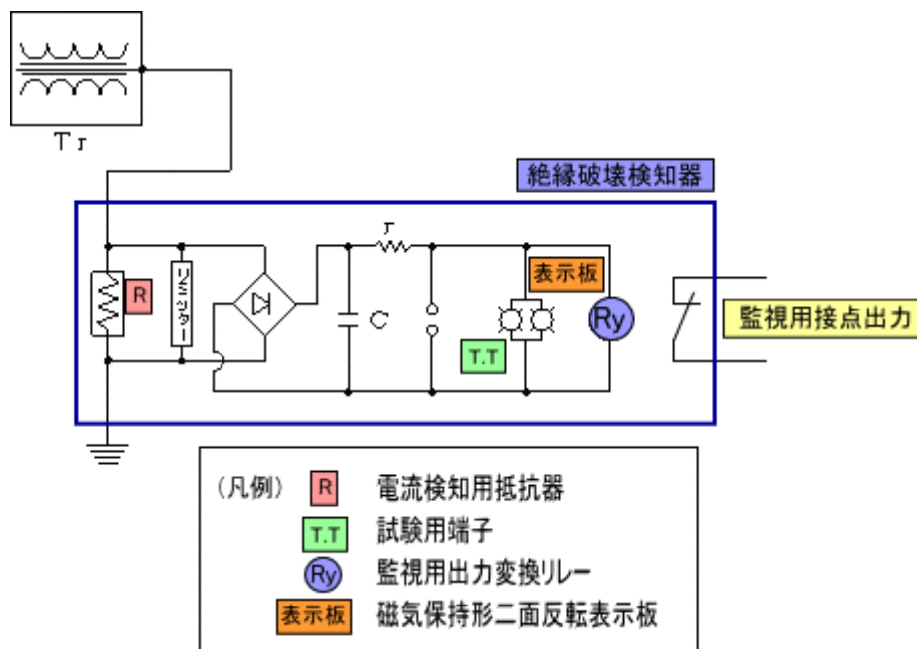 Tr
絶縁破壊検知器
r
表示板
R
リミッター
C
Ry
監視用接点出力
T.T
(凡例) R 電流検知用抵抗器
T.T 試験用端子
Ry 監視用出力変換リレー
表示板 磁気保持形二面反転表示板